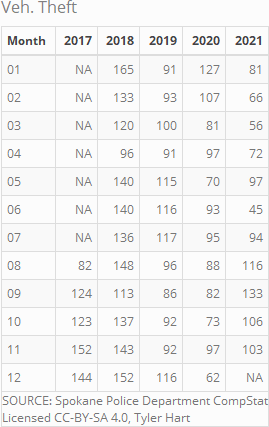 Veh. Theft
Month 2017 2018 2019 2020 2021
01 NA 165 91 127 81
02 NA 133 93 107 66
03 NA 120 100 81 56
04 NA 96 91 97 72
05 NA 140 115 70 97
06 NA 140 116 93 45
07 NA 136 117 95 94
08 82 148 96 88 116
09 124 113 86 82 133
10 123 137 92 73 106
11 152 143 92 97 103
12 144 152 116 62 NA
SOURCE: Spokane Police Department CompStat
Licensed CC-BY-SA 4.0, Tyler Hart